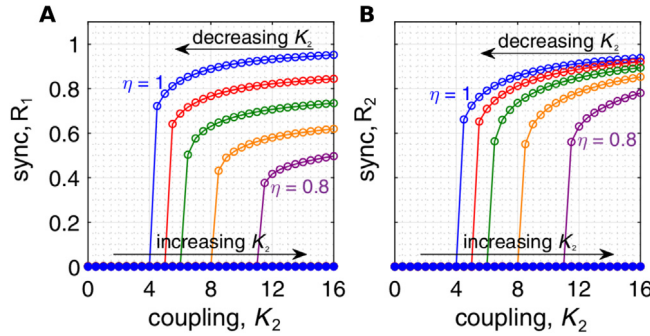 A
B
1
0.8
0.6
0.4
0.2
0
sync, R1
decreasing K2
η = 1
η = 0.8
increasing K2
0 4 8 12 16
coupling, K2
1
0.8
0.6
0.4
0.2
0
sync, R2
decreasing K2
η = 1
η = 0.8
increasing K2
0 4 8 12 16
coupling, K2